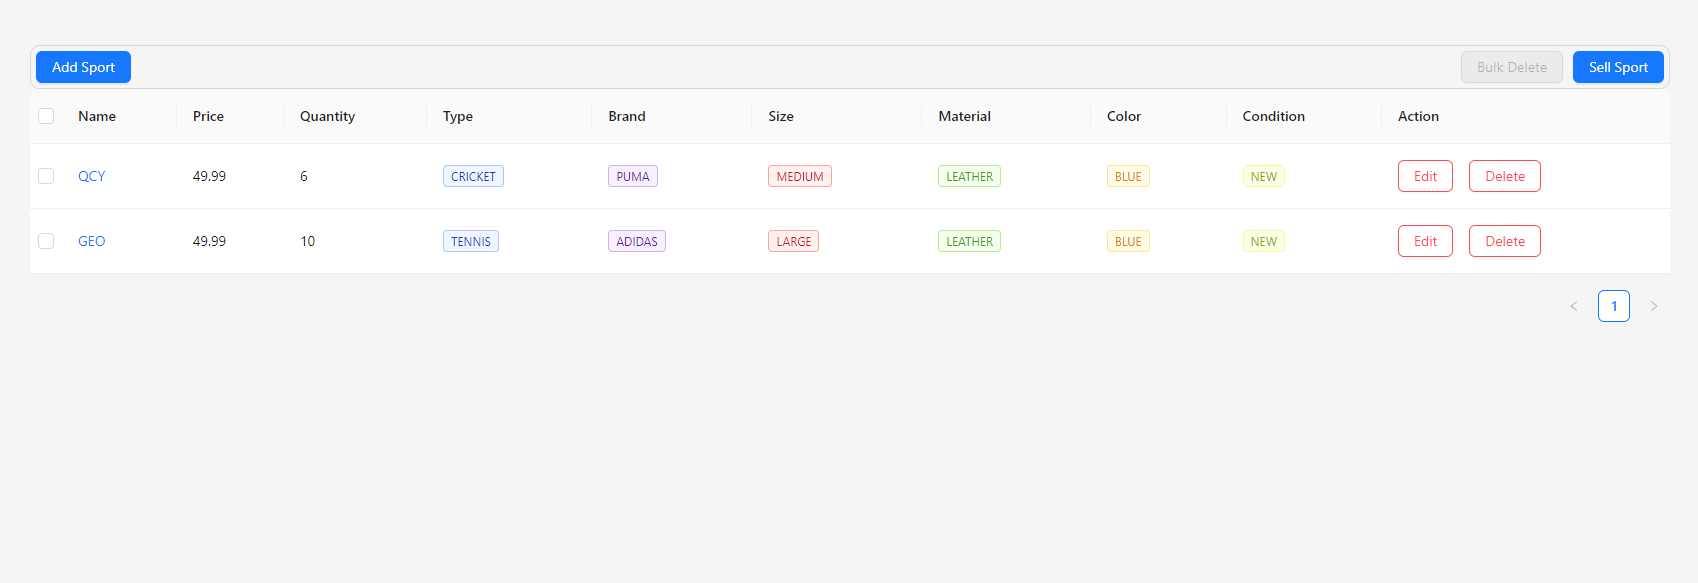 Add Sport Bulk Delete Sell Sport
Name Price Quantity Type Brand Size Material Color Condition Action
QCY 49.99 6 CRICKET PUMA MEDIUM LEATHER BLUE NEW Edit Delete
GEO 49.99 10 TENNIS ADIDAS LARGE LEATHER BLUE NEW Edit Delete
1